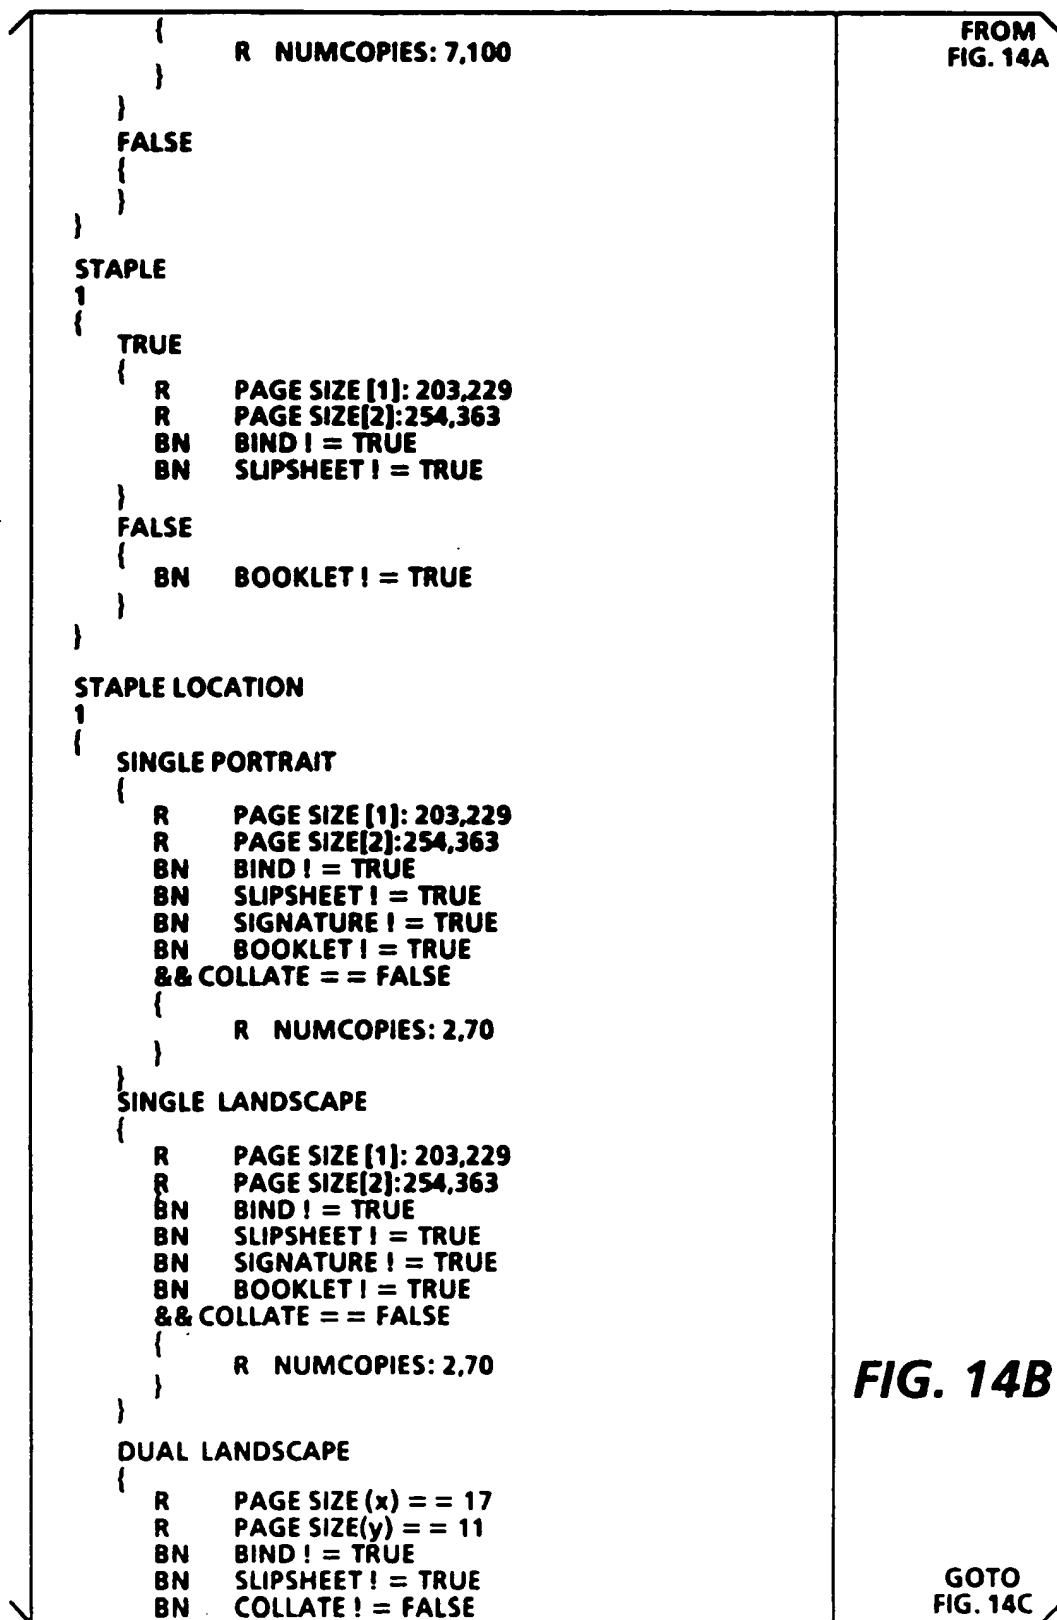 {
FROM
R NUMCOPIES: 7,100
FIG. 14A
}
}
FALSE
{
}
}
STAPLE
1
{
TRUE
{
R PAGE SIZE [1]: 203,229
R PAGE SIZE[2]:254,363
BN BIND ! = TRUE
BN SLIPSHEET ! = TRUE
}
FALSE
{
BN BOOKLET ! = TRUE
}
}
STAPLE LOCATION
1
{
SINGLE PORTRAIT
{
R PAGE SIZE [1]: 203,229
R PAGE SIZE[2]:254,363
BN BIND ! = TRUE
BN SLIPSHEET ! = TRUE
BN SIGNATURE ! = TRUE
BN BOOKLET ! = TRUE
&& COLLATE = = FALSE
{
R NUMCOPIES: 2,70
}
}
SINGLE LANDSCAPE
{
R PAGE SIZE [1]: 203,229
R PAGE SIZE[2]:254,363
BN BIND ! = TRUE
BN SLIPSHEET ! = TRUE
BN SIGNATURE ! = TRUE
BN BOOKLET ! = TRUE
&& COLLATE = = FALSE
{
R NUMCOPIES: 2,70
}
}
FIG. 14B
DUAL LANDSCAPE
{
R PAGE SIZE (x) = = 17
R PAGE SIZE(y) = = 11
BN BIND ! = TRUE
BN SLIPSHEET ! = TRUE
BN COLLATE ! = FALSE
GOTO
FIG. 14C